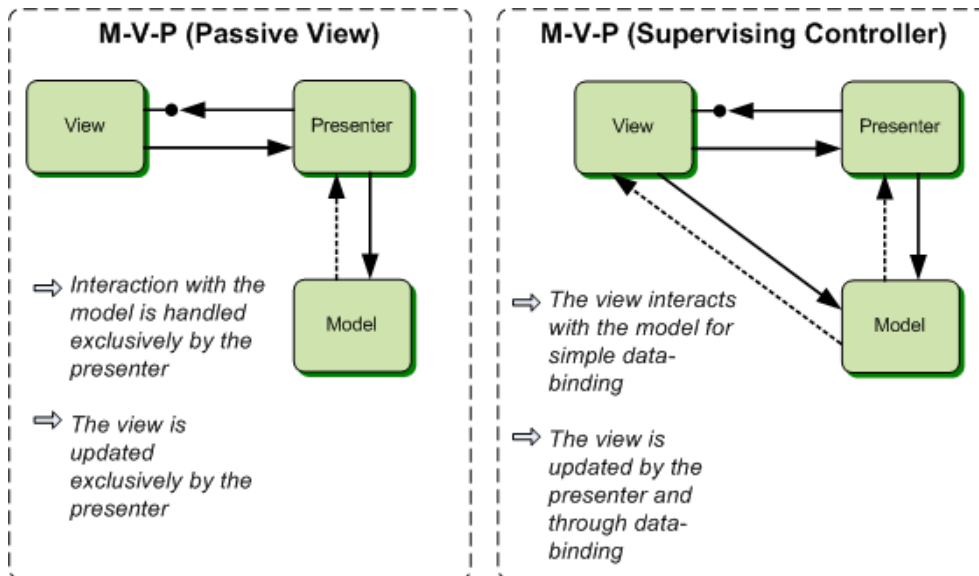 M-V-P (Passive View)
View
Presenter
Model
Interaction with the
model is handled
exclusively by the
presenter
The view is
updated
exclusively by the
presenter
M-V-P (Supervising Controller)
View
Presenter
Model
The view interacts
with the model for
simple data-
binding
The view is
updated by the
presenter and
through data-
binding